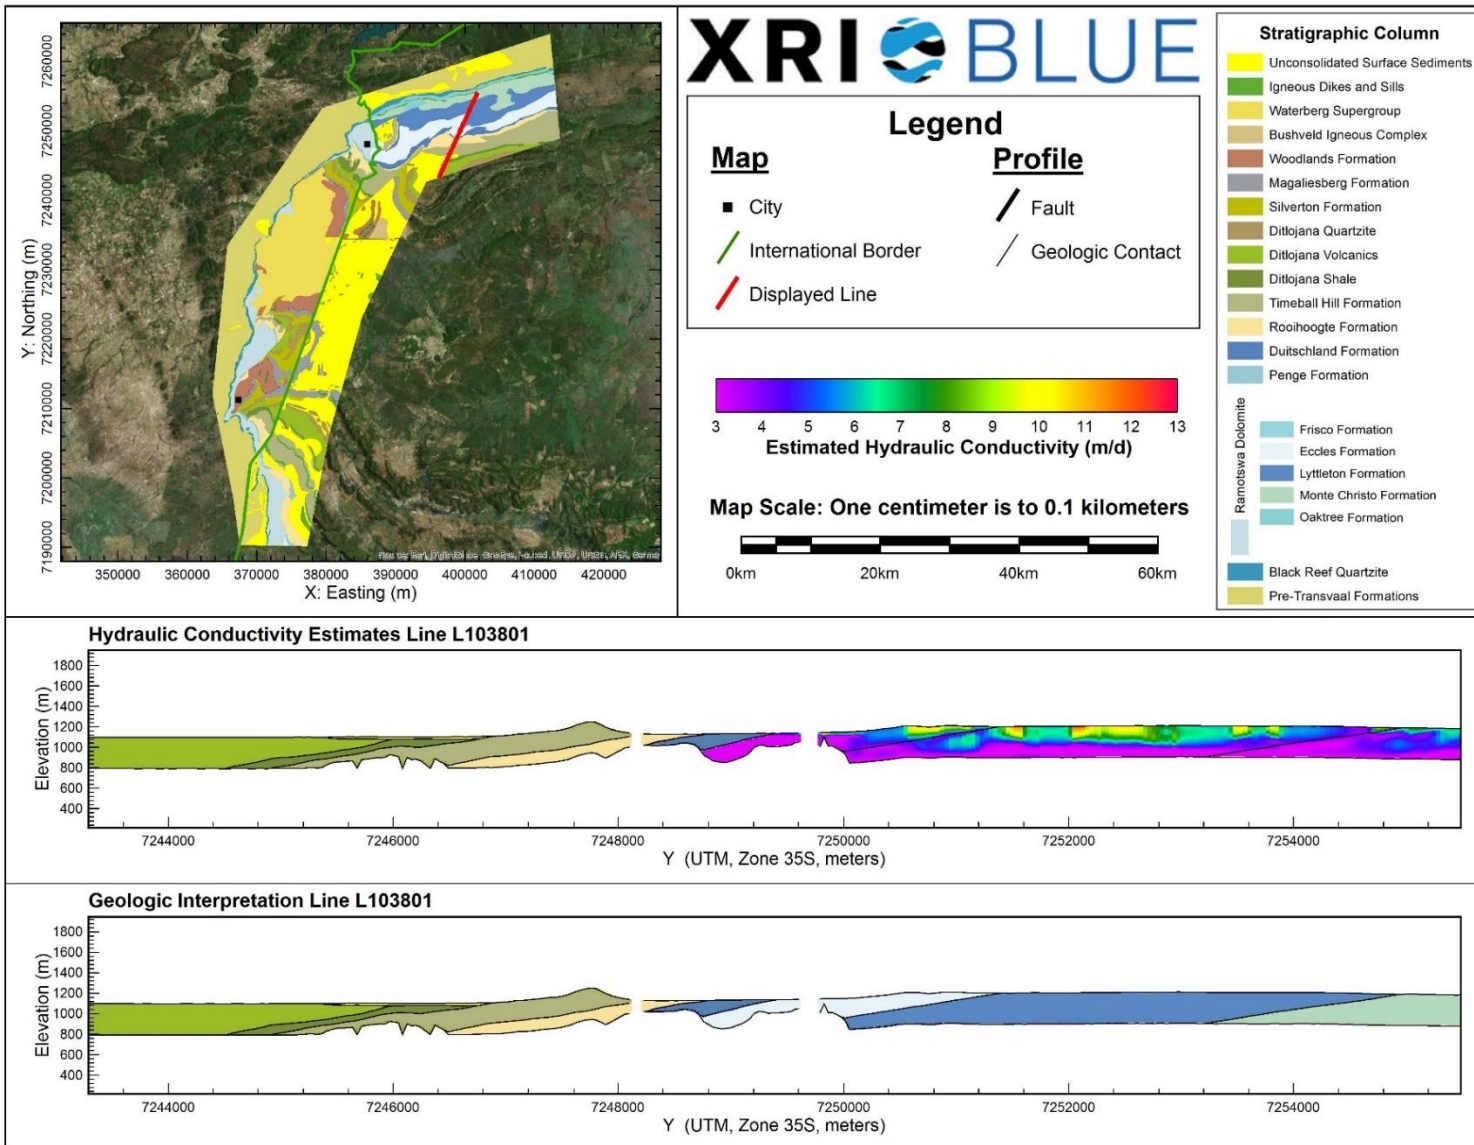 7260000
7250000
7240000
7230000
7220000
7210000
7200000
7190000
Y: Northing (m)
350000 360000 370000 380000 390000 400000 410000 420000
X: Easting (m)
XRI BLUE
Legend
Map
City
International Border
Displayed Line
Profile
Fault
Geologic Contact
3 4 5 6 7 8 9 10 11 12 13
Estimated Hydraulic Conductivity (m/d)
Map Scale: One centimeter is to 0.1 kilometers
0km 20km 40km 60km
Stratigraphic Column
Unconsolidated Surface Sediments
Igneous Dikes and Sills
Waterberg Supergroup
Bushveld Igneous Complex
Woodlands Formation
Magaliesberg Formation
Silverton Formation
Ditlojana Quartzite
Ditlojana Volcanics
Ditlojana Shale
Timeball Hill Formation
Rooihoogte Formation
Duitschland Formation
Penge Formation
Ramotswa Dolomite
Frisco Formation
Eccles Formation
Lyttleton Formation
Monte Christo Formation
Oaktree Formation
Black Reef Quartzite
Pre-Transvaal Formations
Hydraulic Conductivity Estimates Line L103801
1800
1600
1400
1200
1000
800
600
400
Elevation (m)
7244000 7246000 7248000 7250000 7252000 7254000
Y (UTM, Zone 35S, meters)
Geologic Interpretation Line L103801
1800
1600
1400
1200
1000
800
600
400
Elevation (m)
7244000 7246000 7248000 7250000 7252000 7254000
Y (UTM, Zone 35S, meters)